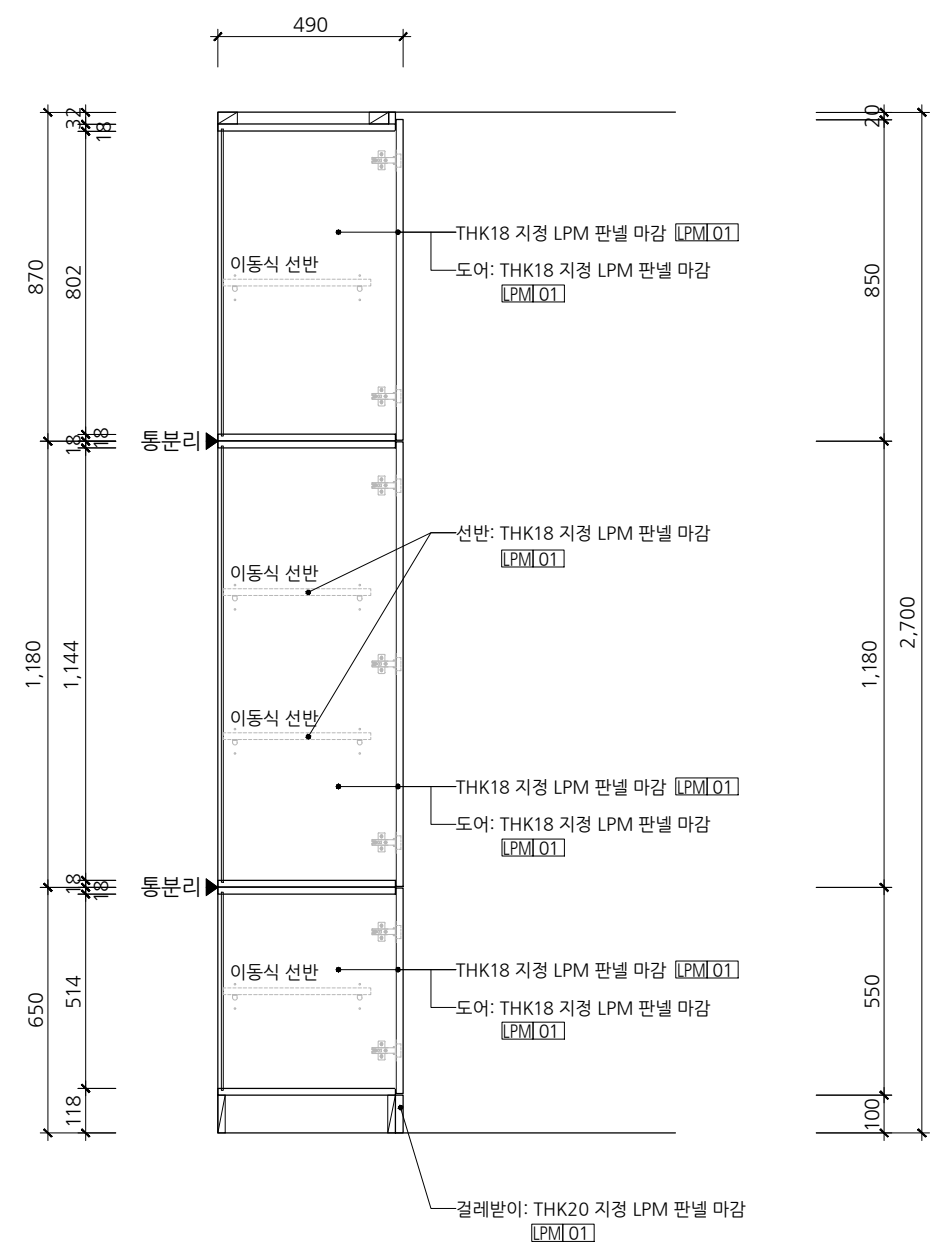 490
32
18
20
870
802
850
THK18 지정 LPM 판넬 마감 LPM 01
도어: THK18 지정 LPM 판넬 마감
LPM 01
이동식 선반
통분리
18
18
선반: THK18 지정 LPM 판넬 마감
LPM 01
이동식 선반
1,180
1,144
1,180
2,700
이동식 선반
THK18 지정 LPM 판넬 마감 LPM 01
도어: THK18 지정 LPM 판넬 마감
LPM 01
통분리
18
18
이동식 선반
THK18 지정 LPM 판넬 마감 LPM 01
도어: THK18 지정 LPM 판넬 마감
LPM 01
650
514
550
118
100
걸레받이: THK20 지정 LPM 판넬 마감
LPM 01